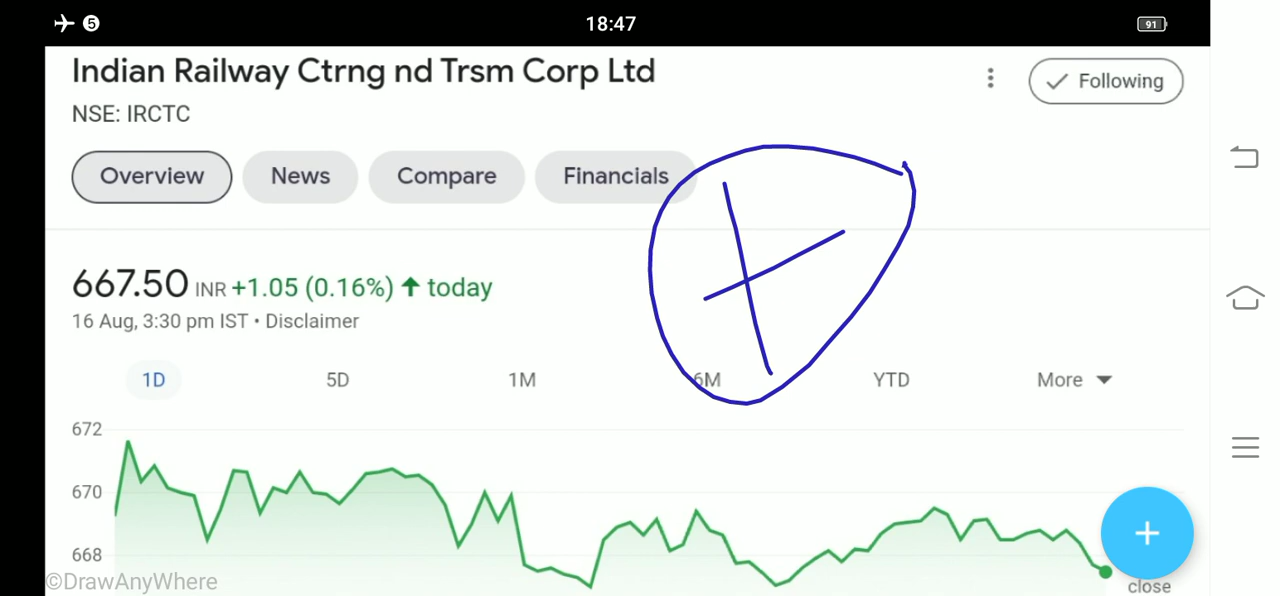 5 18:47 91
Indian Railway Ctrng nd Trsm Corp Ltd
Following
NSE: IRCTC
Overview News Compare Financials
667.50 INR +1.05 (0.16%) ↑ today
16 Aug, 3:30 pm IST • Disclaimer
1D 5D 1M 6M YTD More
672
670
668
©DrawAnyWhere
close